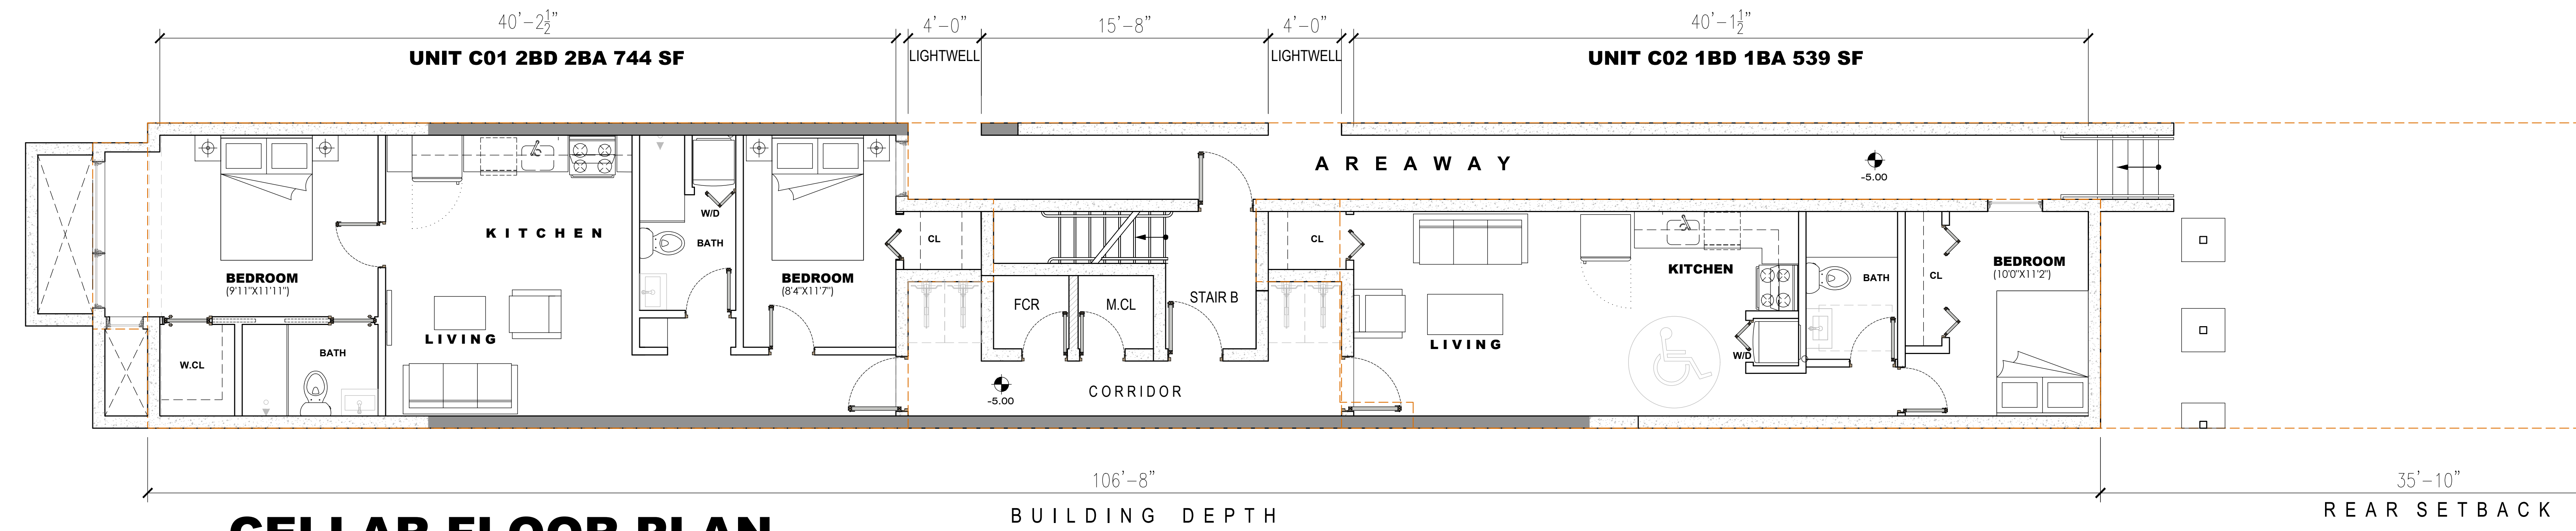 40'-2½"
4'-0"
15'-8"
4'-0"
40'-1½"
UNIT C01 2BD 2BA 744 SF
LIGHTWELL
LIGHTWELL
UNIT C02 1BD 1BA 539 SF
AREAWAY
-5.00
W/D
KITCHEN
BATH
CL
CL
BEDROOM
(9'11"X11'11")
BEDROOM
(8'4"X11'7")
KITCHEN
BATH
CL
BEDROOM
(10'0"X11'2")
FCR
M.CL
STAIR B
LIVING
LIVING
W/D
W.CL
BATH
-5.00
CORRIDOR
106'-8"
35'-10"
BUILDING DEPTH
REAR SETBACK
CELLAR FLOOR PLAN